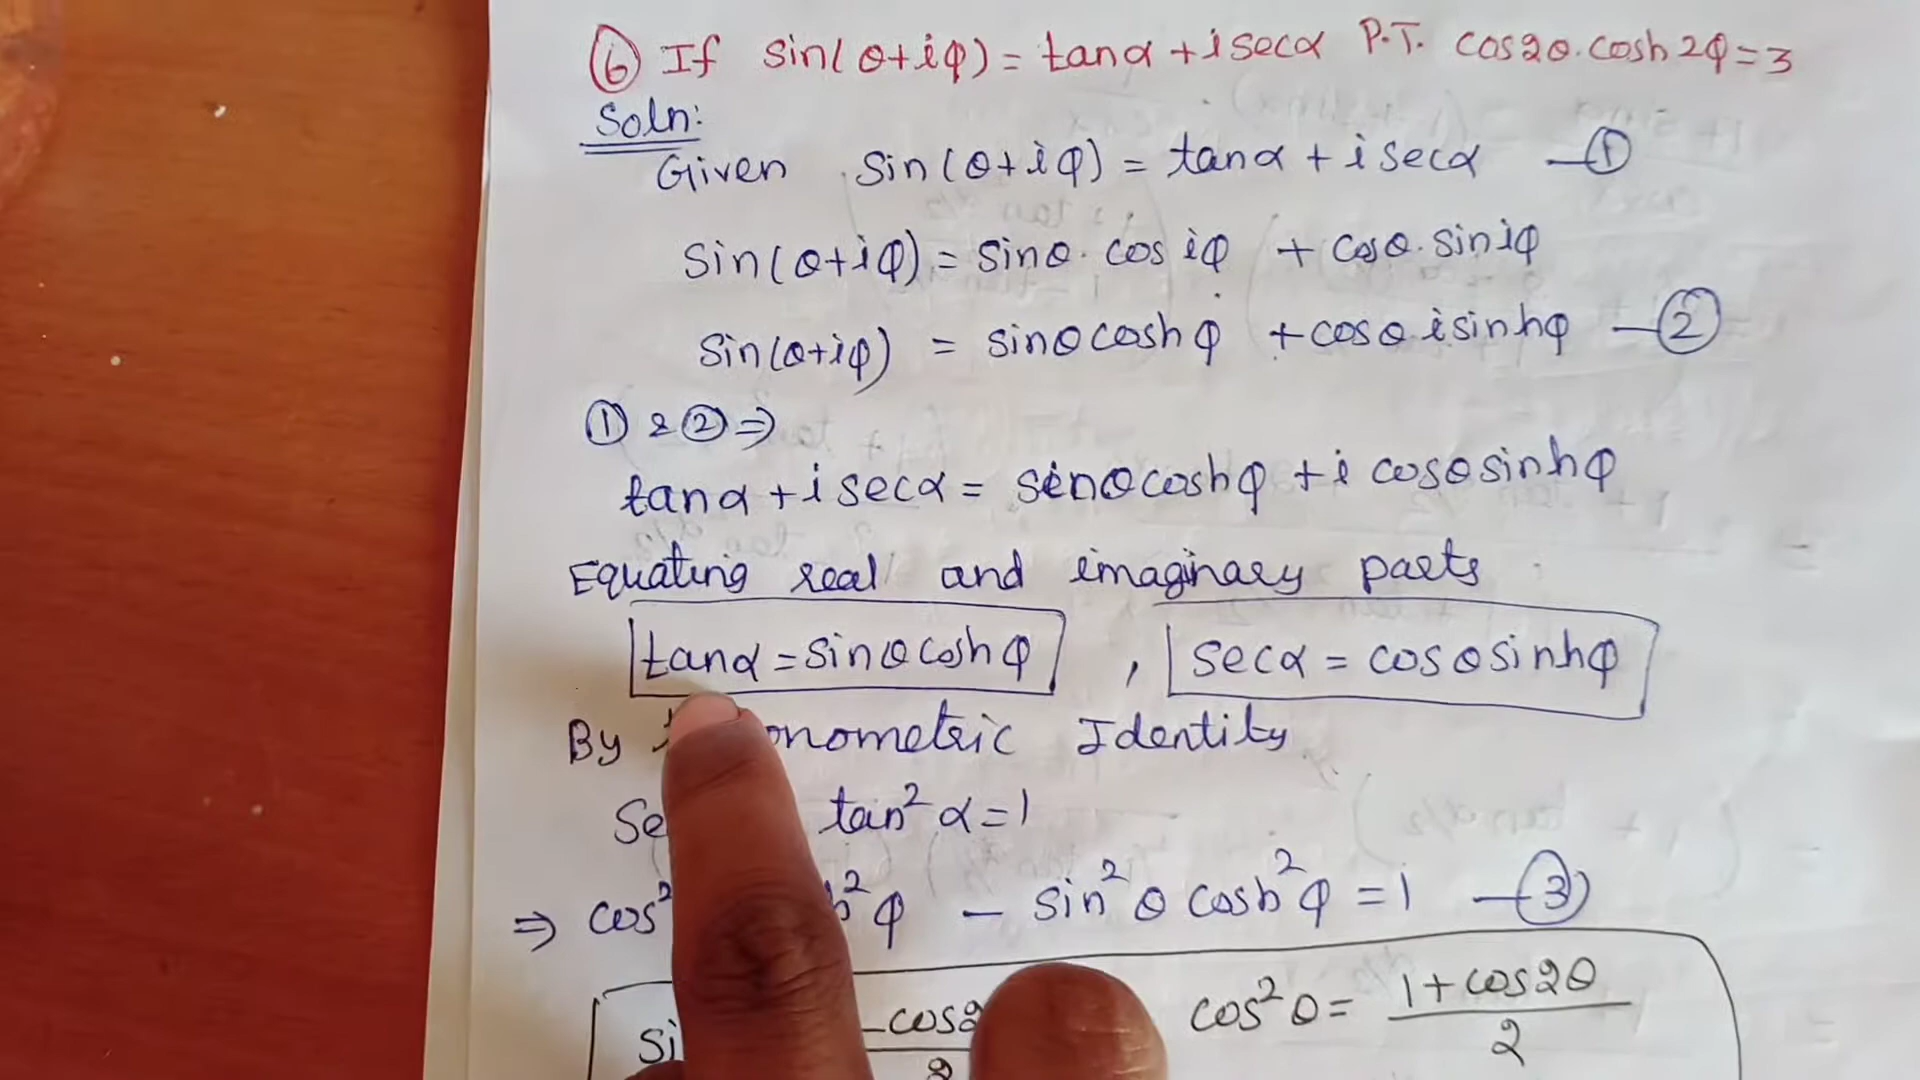 ⑥ If sin(θ+iφ) = tanα + i secα P.T. cos2θ.cosh2φ=3
Soln:
Given sin(θ+iφ) = tanα + i secα —①
sin(θ+iφ) = sinθ. cos iφ + cosθ. sin iφ
sin(θ+iφ) = sinθ coshφ + cosθ i sinhφ —②
① & ② ⇒
tanα + i secα = sinθ coshφ + i cosθ sinhφ
Equating real and imaginary parts
tanα = sinθ coshφ , secα = cosθ sinhφ
By Identity
tan²α = 1
⇒ cos² ²φ – sin²θ cosh²φ = 1 —③
cos²θ = 1+cos2θ / 2